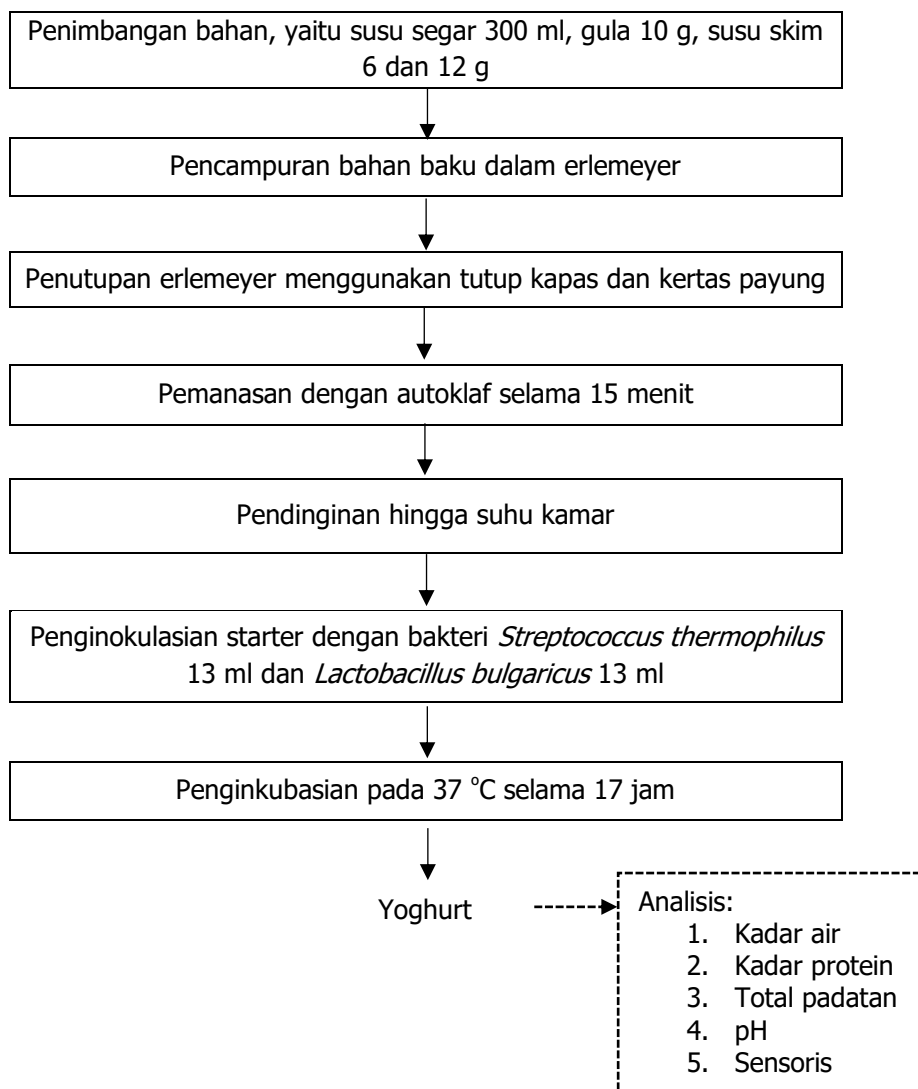 Penimbangan bahan, yaitu susu segar 300 ml, gula 10 g, susu skim
6 dan 12 g
Pencampuran bahan baku dalam erlemeyer
Penutupan erlemeyer menggunakan tutup kapas dan kertas payung
Pemanasan dengan autoklaf selama 15 menit
Pendinginan hingga suhu kamar
Penginokulasian starter dengan bakteri Streptococcus thermophilus
13 ml dan Lactobacillus bulgaricus 13 ml
Penginkubasian pada 37 °C selama 17 jam
Yoghurt
Analisis:
1. Kadar air
2. Kadar protein
3. Total padatan
4. pH
5. Sensoris